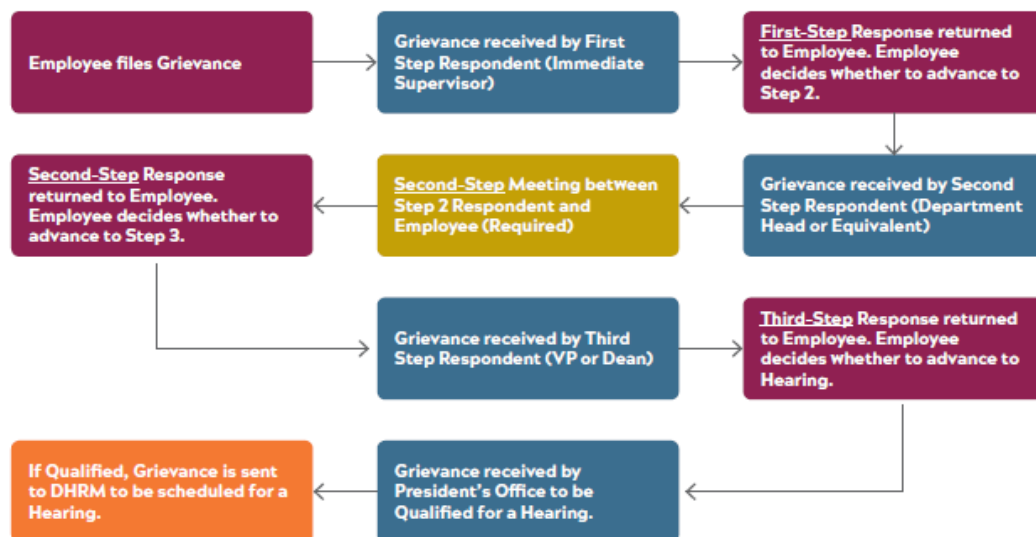 Employee files Grievance
Grievance received by First
Step Respondent (Immediate
Supervisor)
First-Step Response returned
to Employee. Employee
decides whether to advance to
Step 2.
Grievance received by Second
Step Respondent (Department
Head or Equivalent)
Second-Step Meeting between
Step 2 Respondent and
Employee (Required)
Second-Step Response
returned to Employee.
Employee decides whether to
advance to Step 3.
Grievance received by Third
Step Respondent (VP or Dean)
Third-Step Response returned
to Employee. Employee
decides whether to advance to
Hearing.
Grievance received by
President's Office to be
Qualified for a Hearing.
If Qualified, Grievance is sent
to DHRM to be scheduled for a
Hearing.